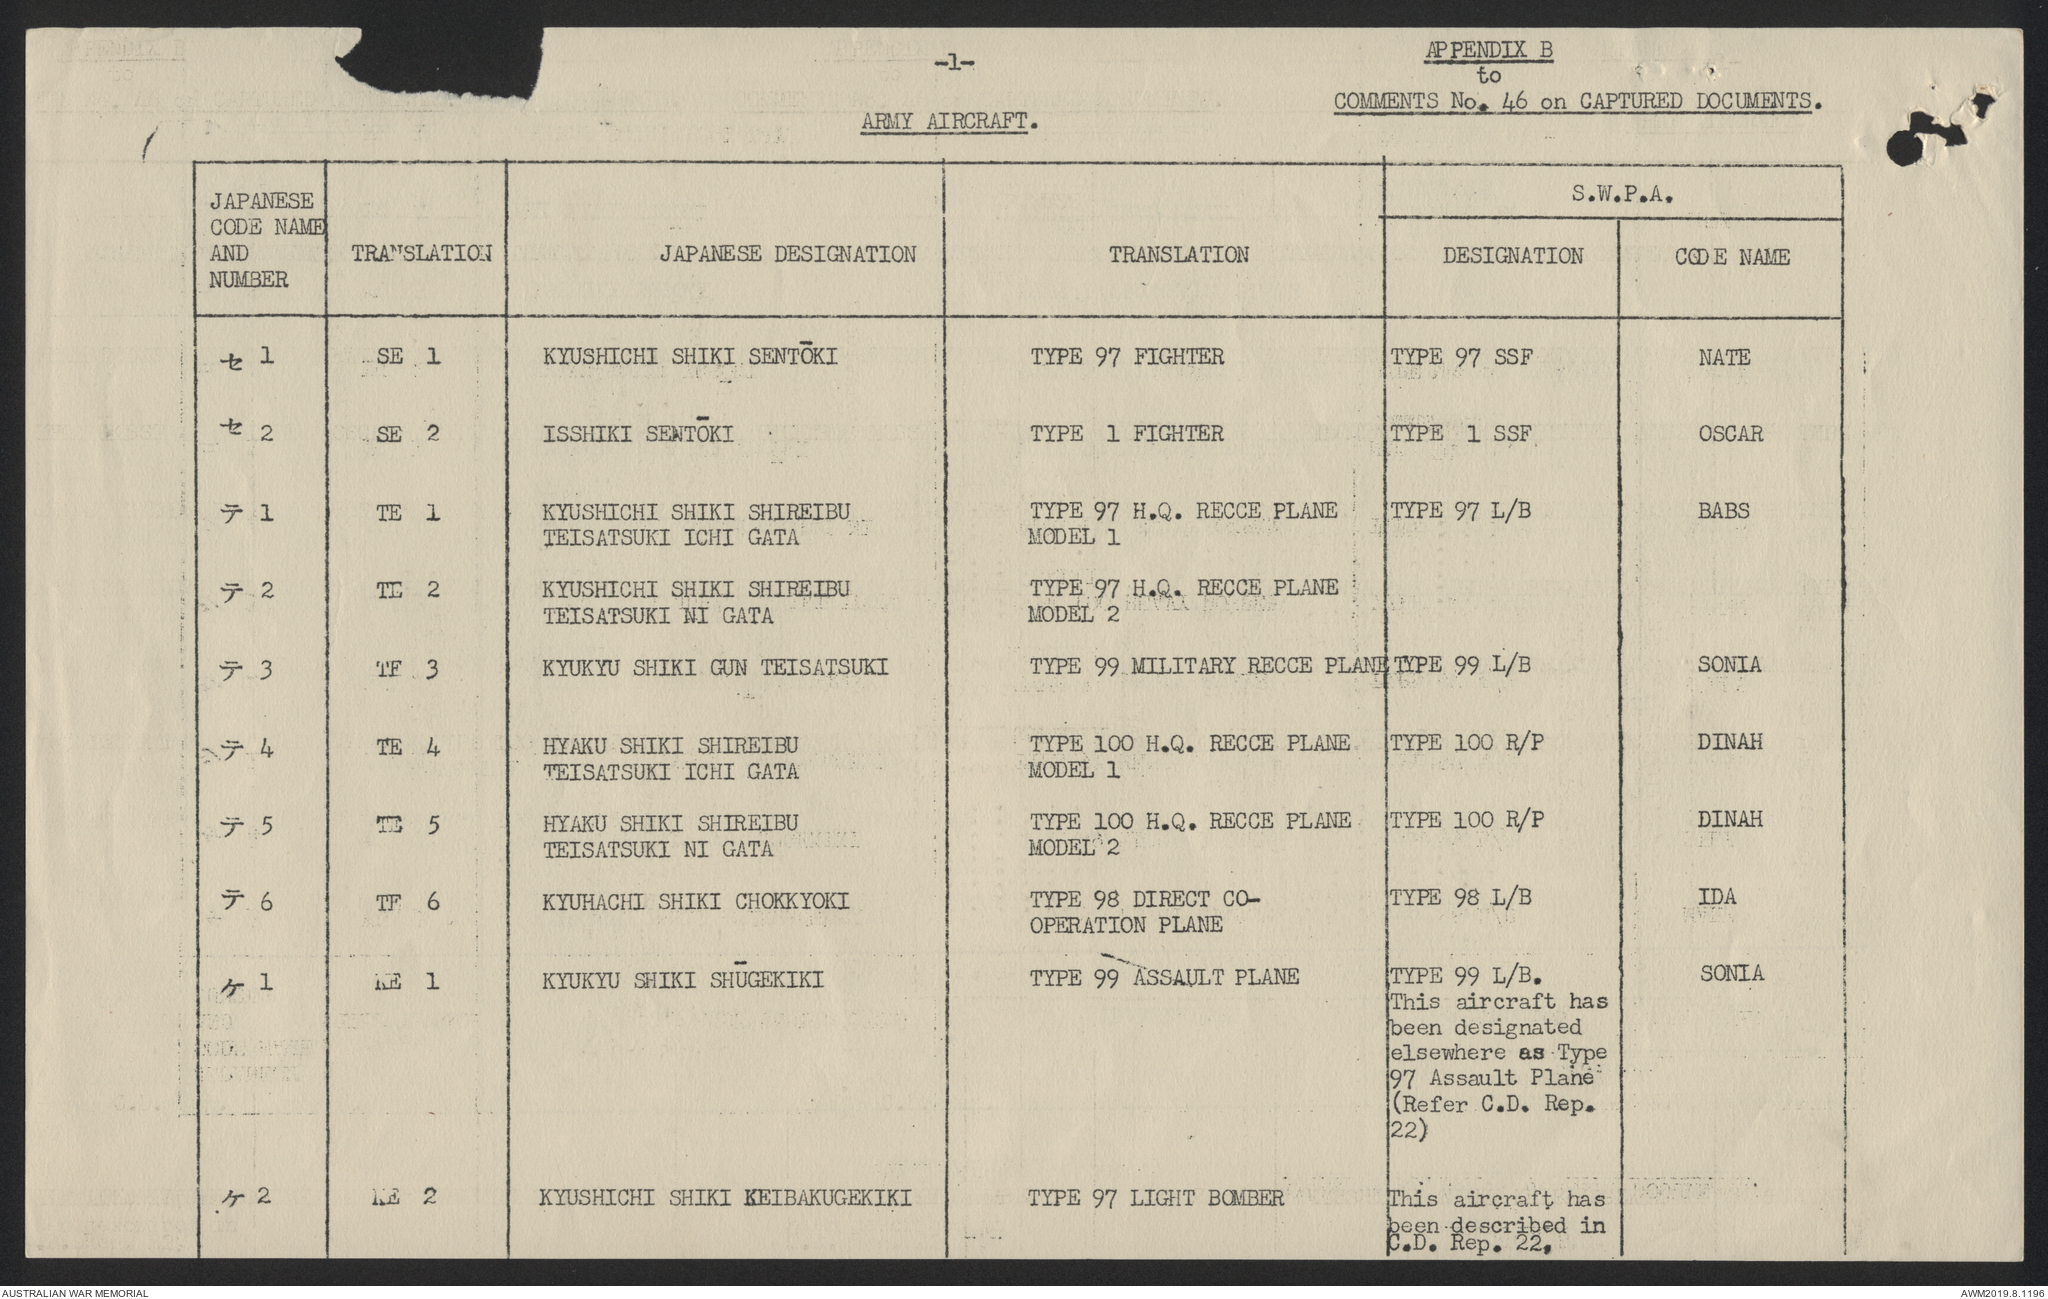 -1-
APPENDIX B
to
COMMENTS No. 46 on CAPTURED DOCUMENTS.
ARMY AIRCRAFT.
JAPANESE CODE NAME AND NUMBER | TRANSLATION | JAPANESE DESIGNATION | TRANSLATION | S.W.P.A. DESIGNATION | CODE NAME
セ 1 SE 1 KYUSHICHI SHIKI SENTŌKI TYPE 97 FIGHTER TYPE 97 SSF NATE
セ 2 SE 2 ISSHIKI SENTŌKI TYPE 1 FIGHTER TYPE 1 SSF OSCAR
テ 1 TE 1 KYUSHICHI SHIKI SHIREIBU TYPE 97 H.Q. RECCE PLANE TYPE 97 L/B BABS
TEISATSUKI ICHI GATA MODEL 1
テ 2 TE 2 KYUSHICHI SHIKI SHIREIBU TYPE 97 H.Q. RECCE PLANE
TEISATSUKI NI GATA MODEL 2
テ 3 TE 3 KYUKYU SHIKI GUN TEISATSUKI TYPE 99 MILITARY RECCE PLANE TYPE 99 L/B SONIA
テ 4 TE 4 HYAKU SHIKI SHIREIBU TYPE 100 H.Q. RECCE PLANE TYPE 100 R/P DINAH
TEISATSUKI ICHI GATA MODEL 1
テ 5 TE 5 HYAKU SHIKI SHIREIBU TYPE 100 H.Q. RECCE PLANE TYPE 100 R/P DINAH
TEISATSUKI NI GATA MODEL 2
テ 6 TE 6 KYUHACHI SHIKI CHOKKYOKI TYPE 98 DIRECT CO- TYPE 98 L/B IDA
OPERATION PLANE
ケ 1 KE 1 KYUKYU SHIKI SHŪGEKIKI TYPE 99 ASSAULT PLANE TYPE 99 L/B. SONIA
This aircraft has
been designated
elsewhere as Type
97 Assault Plane
(Refer C.D. Rep.
22)
ケ 2 KE 2 KYUSHICHI SHIKI KEIBAKUGEKIKI TYPE 97 LIGHT BOMBER This aircraft has
been described in
C.D. Rep. 22,
AUSTRALIAN WAR MEMORIAL
AWM2019.8.1196